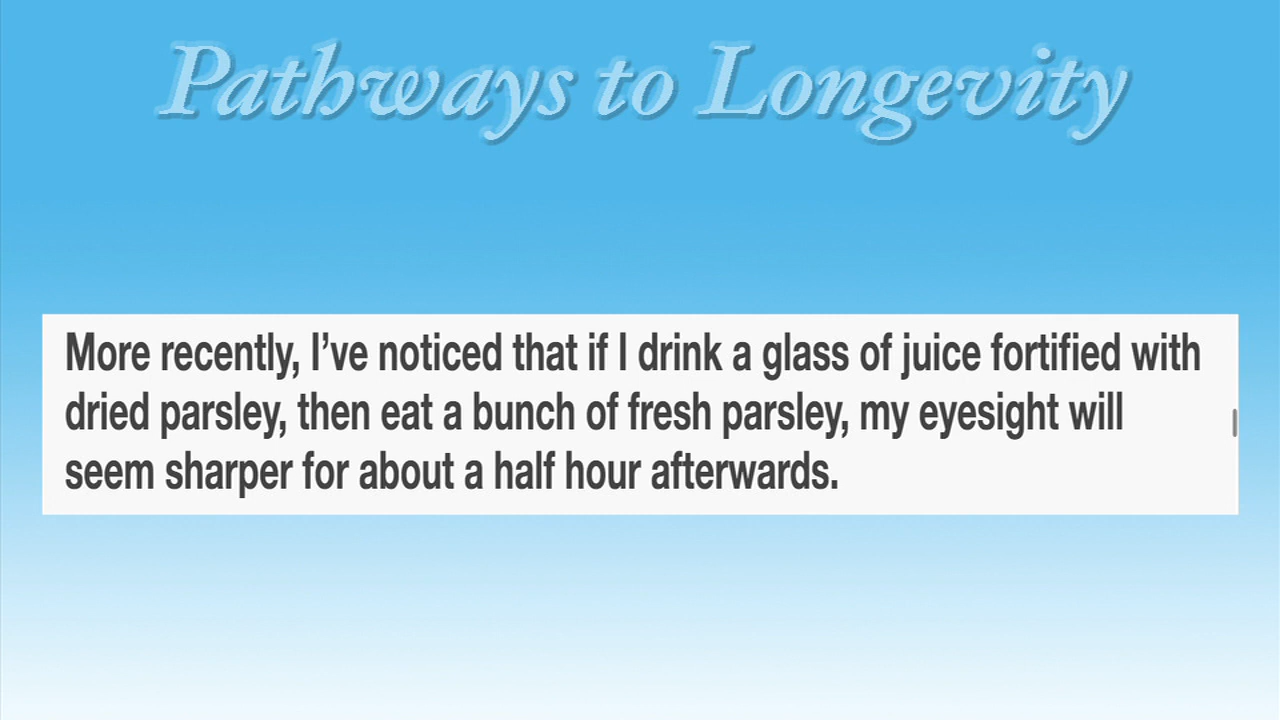 Pathways to Longevity
More recently, I’ve noticed that if I drink a glass of juice fortified with
dried parsley, then eat a bunch of fresh parsley, my eyesight will
seem sharper for about a half hour afterwards.